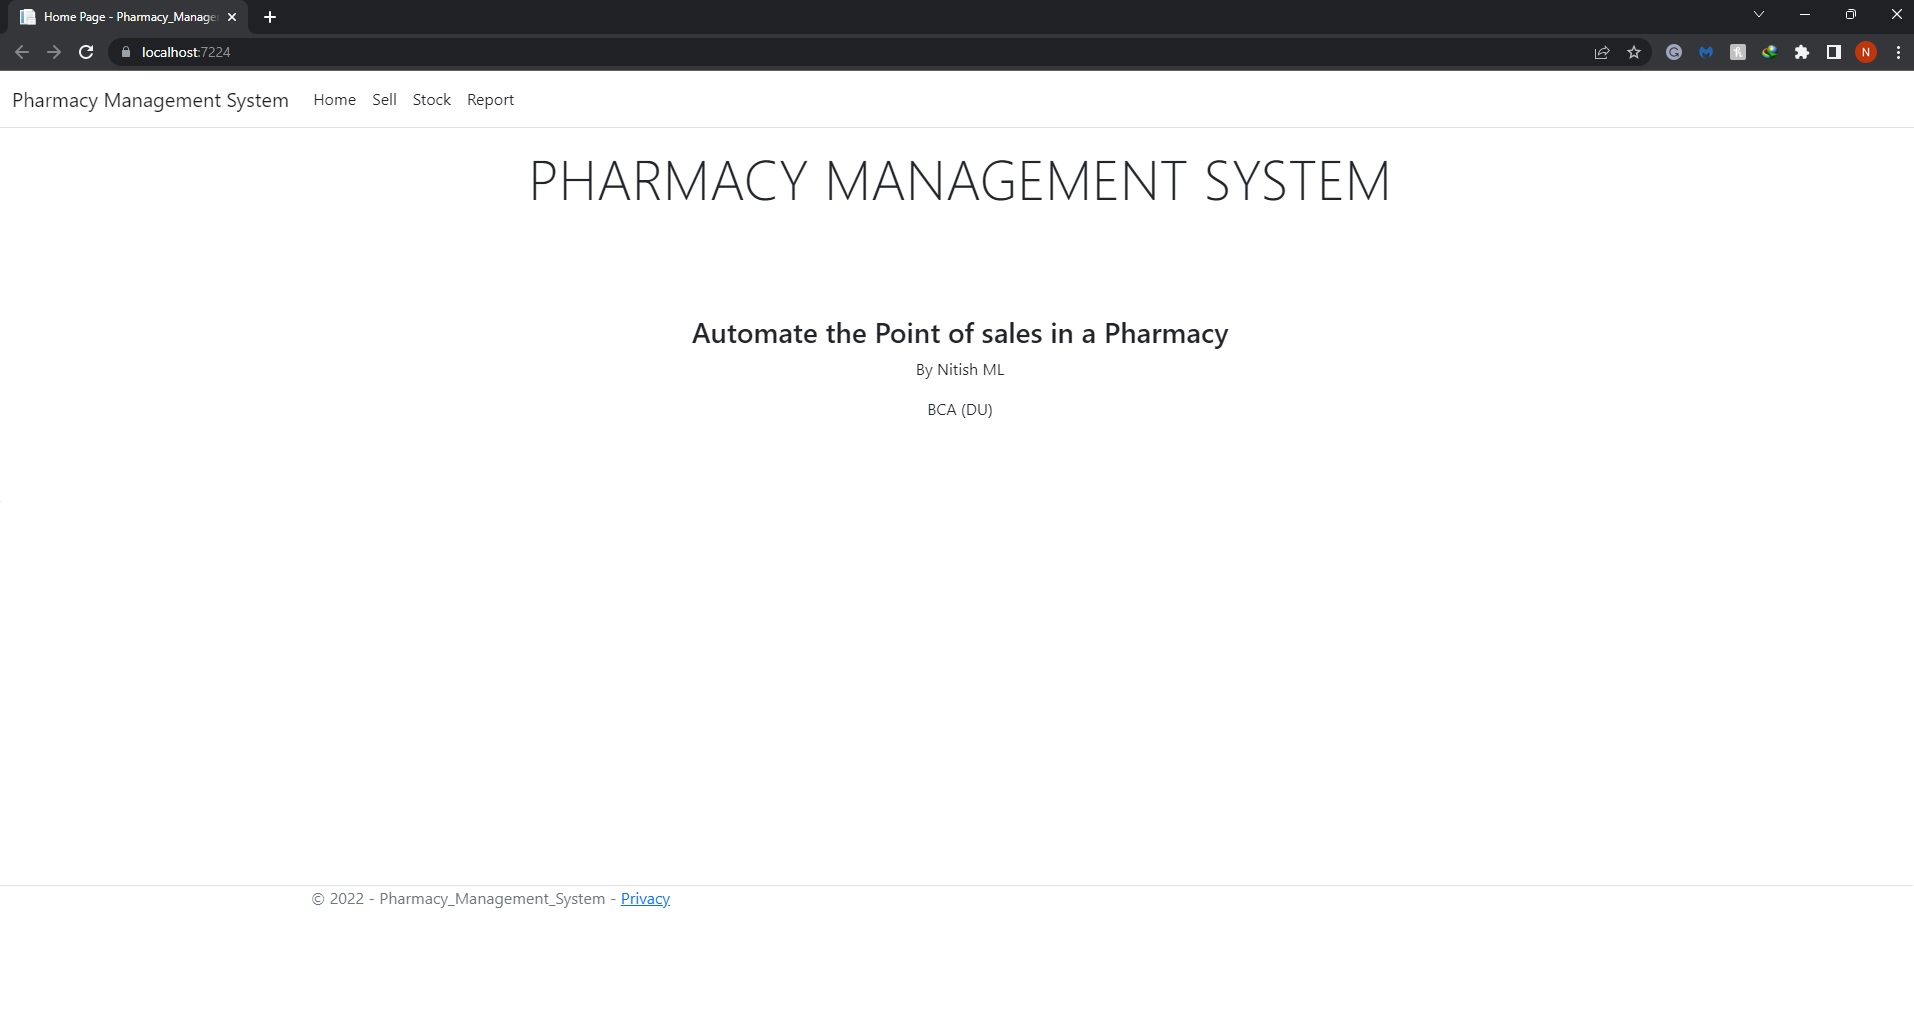 Home Page - Pharmacy_Manage
localhost:7224
N
Pharmacy Management System Home Sell Stock Report
PHARMACY MANAGEMENT SYSTEM
Automate the Point of sales in a Pharmacy
By Nitish ML
BCA (DU)
© 2022 - Pharmacy_Management_System - Privacy